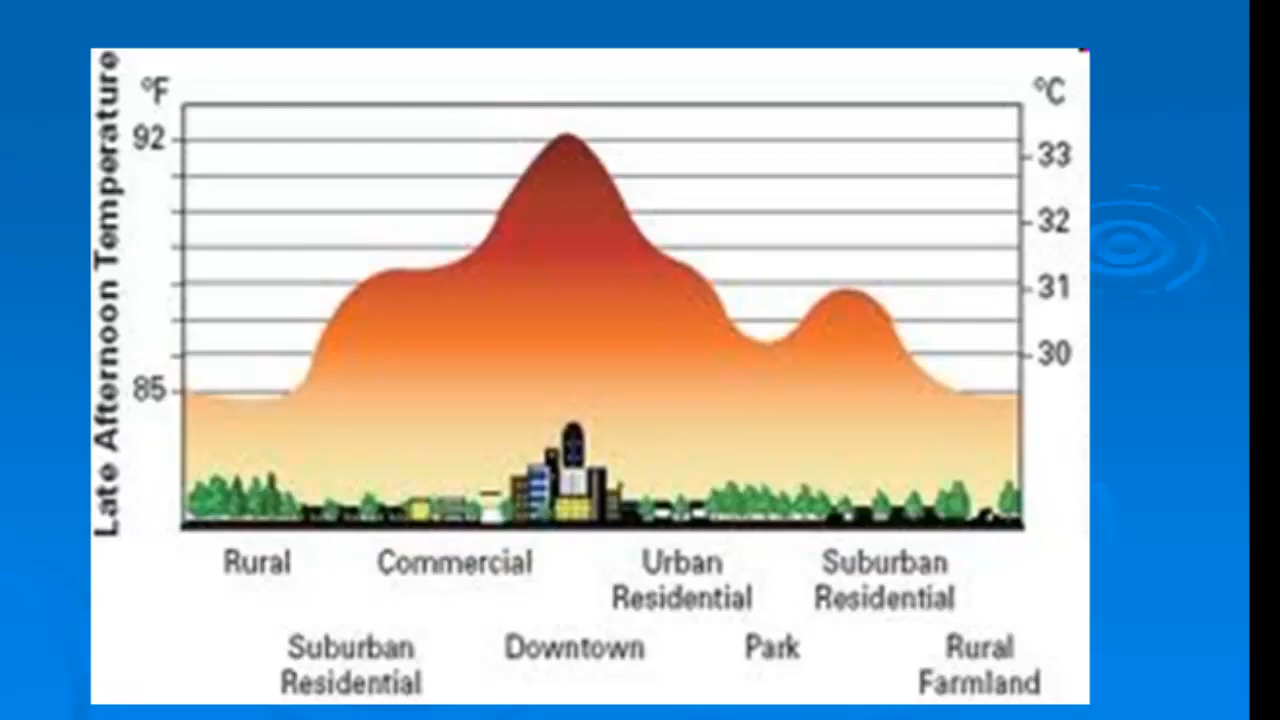 Late Afternoon Temperature
°F
°C
92
33
32
31
30
85
Rural
Commercial
Urban
Residential
Suburban
Residential
Suburban
Residential
Downtown
Park
Rural
Farmland